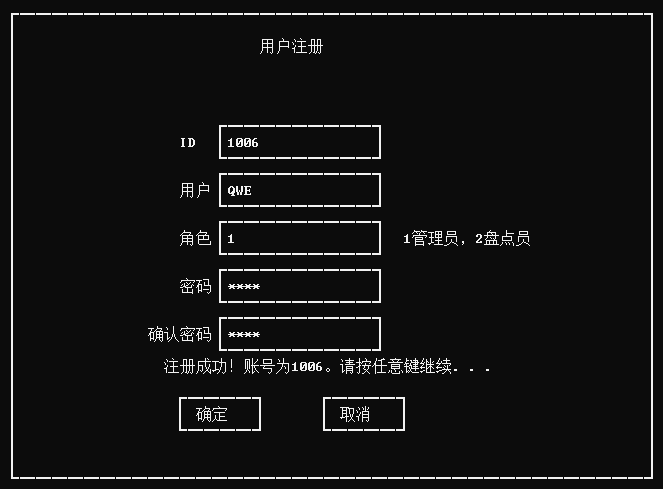 用户注册
ID 1006
用户 QWE
角色 1 1管理员，2盘点员
密码 ****
确认密码 ****
注册成功！账号为1006。请按任意键继续. . .
确定 取消